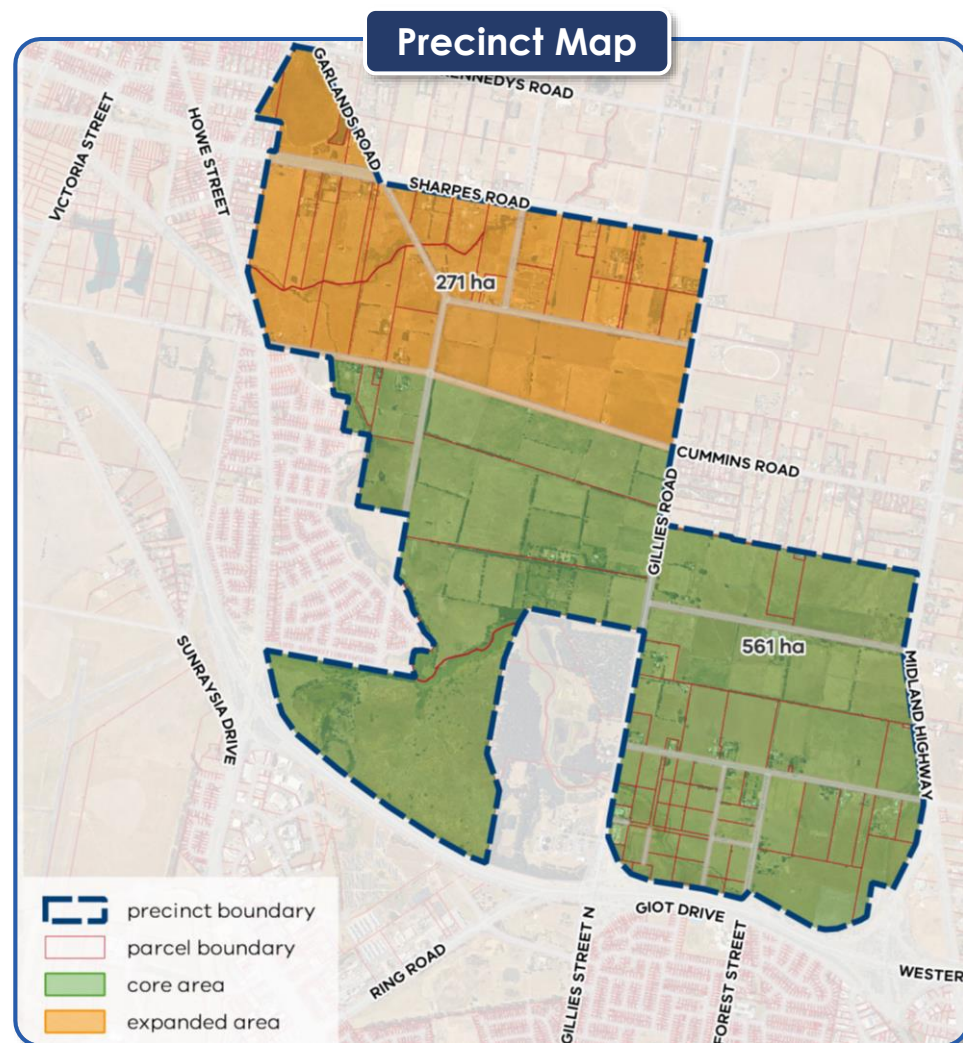 Precinct Map
GARLANDS ROAD
KENNEDYS ROAD
VICTORIA STREET
HOWE STREET
SHARPES ROAD
271 ha
CUMMINS ROAD
GILLIES ROAD
561 ha
SUNRAYSIA DRIVE
MIDLAND HIGHWAY
precinct boundary
parcel boundary
core area
expanded area
GIOT DRIVE
RING ROAD
GILLIES STREET N
FOREST STREET
WESTER